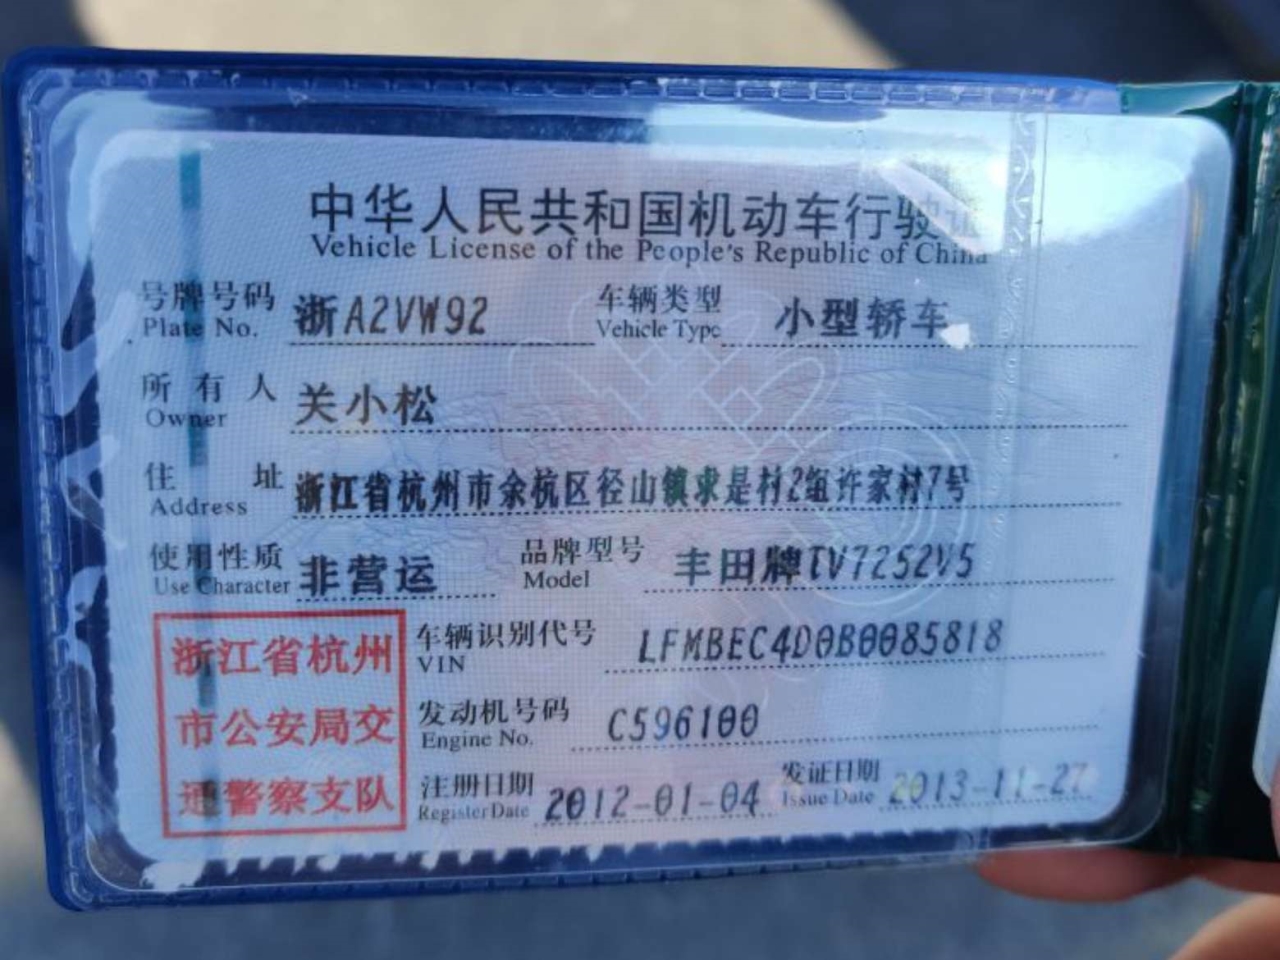 中华人民共和国机动车行驶证
Vehicle License of the People's Republic of China
号牌号码 浙A2VW92 车辆类型 小型轿车
Plate No. Vehicle Type
所有人 关小松
Owner
住址 浙江省杭州市余杭区径山镇求是村2组许家村7号
Address
使用性质 非营运 品牌型号 丰田牌TV7252V5
Use Character Model
浙江省杭州
市公安局交
通警察支队
车辆识别代号 LFMBEC4D0B0085818
VIN
发动机号码 C596100
Engine No.
注册日期 2012-01-04 发证日期 2013-11-27
Register Date Issue Date